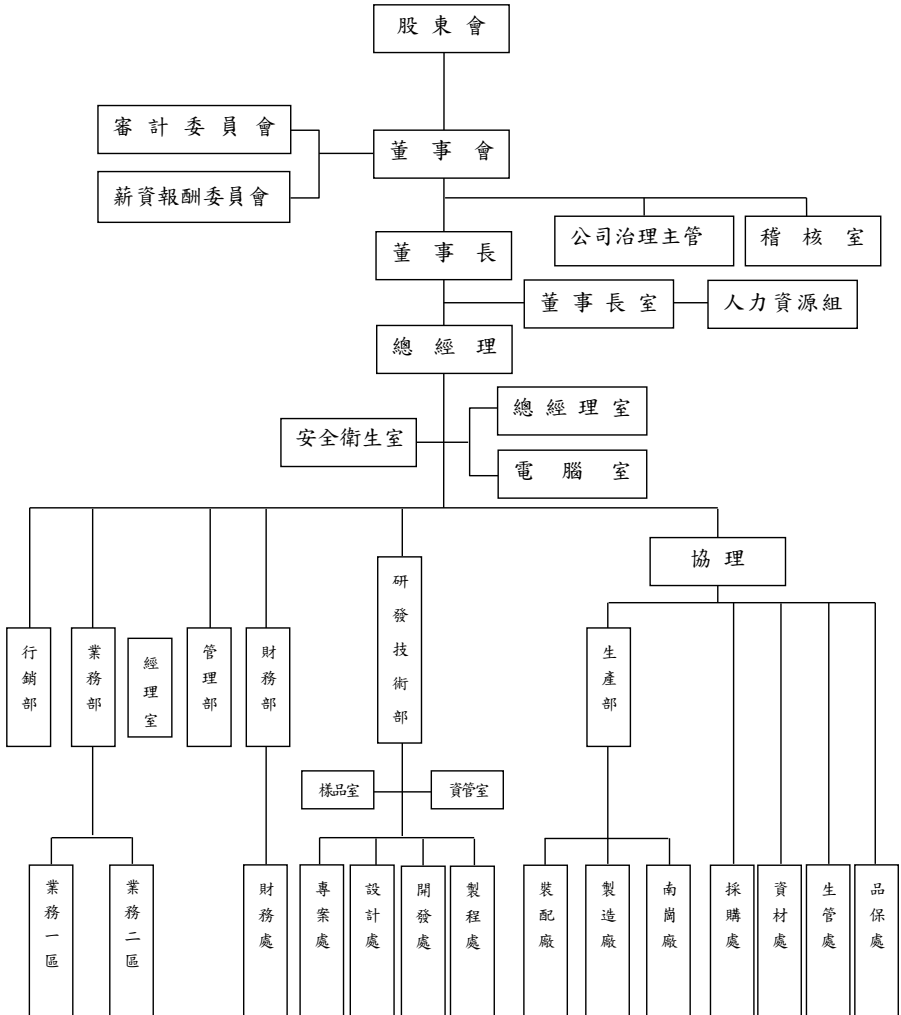 股東會
審計委員會
董事會
薪資報酬委員會
公司治理主管
稽核室
董事長
董事長室
人力資源組
總經理
總經理室
安全衛生室
電腦室
協理
研發技術部
行銷部
業務部
經理室
管理部
財務部
生產部
樣品室
資管室
業務一區
業務二區
財務處
專案處
設計處
開發處
製程處
裝配廠
製造廠
南崗廠
採購處
資材處
生管處
品保處